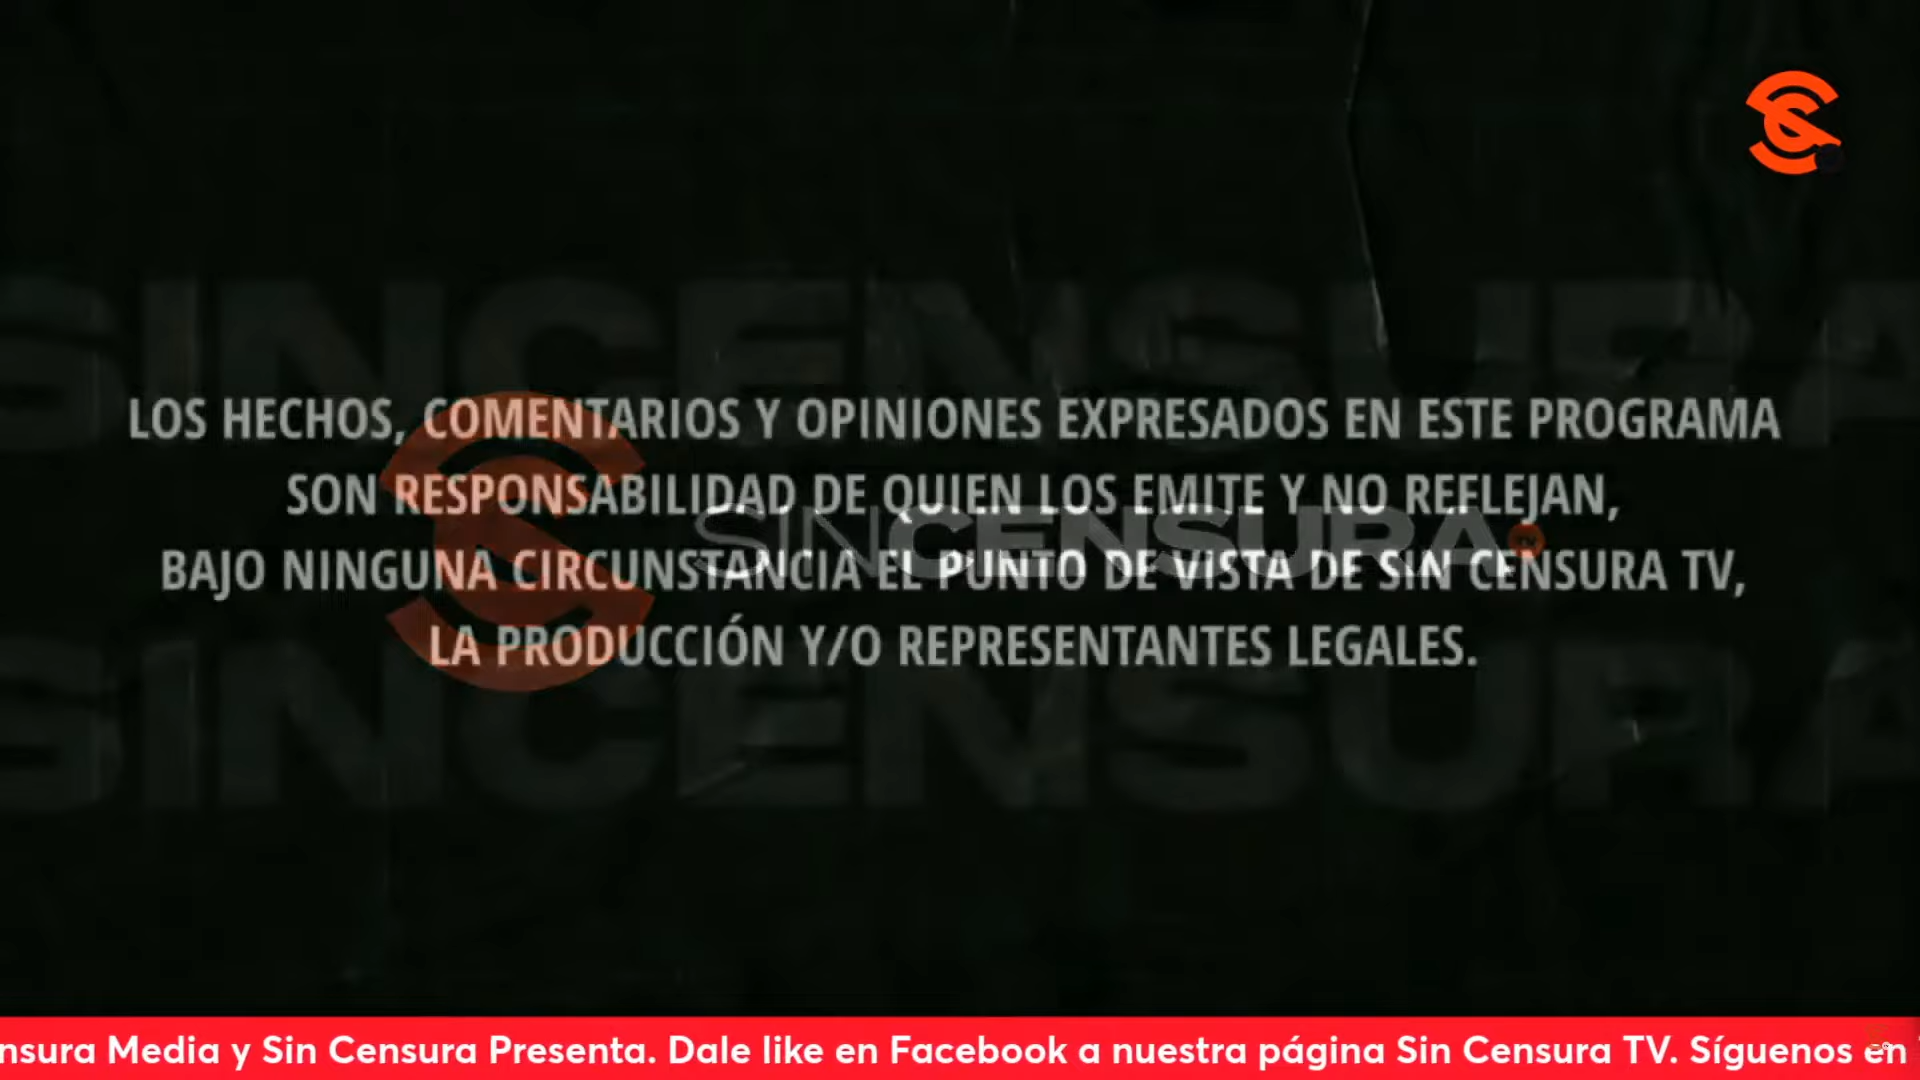 SINCENSURA
LOS HECHOS, COMENTARIOS Y OPINIONES EXPRESADOS EN ESTE PROGRAMA
SON RESPONSABILIDAD DE QUIEN LOS EMITE Y NO REFLEJAN,
SINCENSURA
BAJO NINGUNA CIRCUNSTANCIA EL PUNTO DE VISTA DE SIN CENSURA TV,
LA PRODUCCIÓN Y/O REPRESENTANTES LEGALES.
SINCENSURA
Media y Sin Censura Presenta. Dale like en Facebook a nuestra página Sin Censura TV. Síguenos en